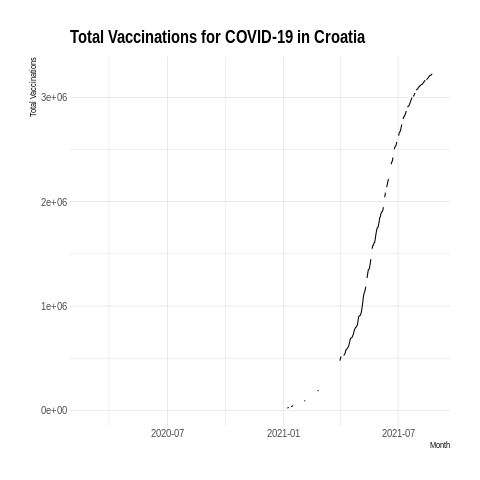 Total Vaccinations for COVID-19 in Croatia
Total Vaccinations
3e+06
2e+06
1e+06
0e+00
2020-07
2021-01
2021-07
Month